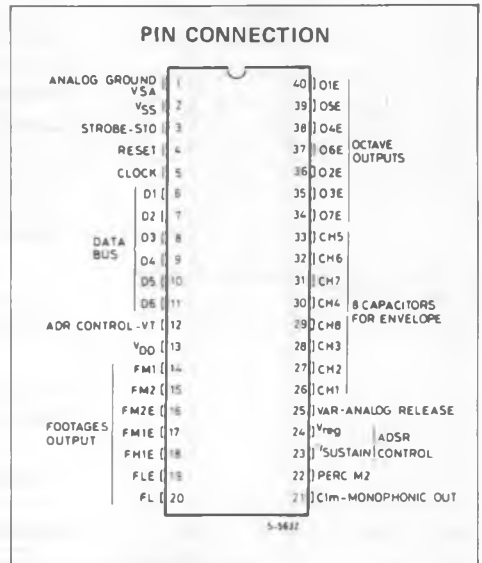 PIN CONNECTION
ANALOG GROUND VSA 1
VSS 2
STROBE-STO 3
RESET 4
CLOCK 5
DATA BUS
D1 6
D2 7
D3 8
D4 9
D5 10
D6 11
ADR CONTROL-VT 12
VDD 13
FOOTAGES OUTPUT
FM1 14
FM2 15
FM2E 16
FM1E 17
FH1E 18
FLE 19
FL 20
40 O1E
39 O5E
38 O4E
37 O6E
36 O2E
35 O3E
34 O7E
OCTAVE OUTPUTS
33 CH5
32 CH6
31 CH7
30 CH4
29 CH8
28 CH3
27 CH2
26 CH1
8 CAPACITORS FOR ENVELOPE
25 VAR-ANALOG RELEASE
24 Vreg
23 SUSTAIN
ADSR CONTROL
22 PERC M2
21 C1m-MONOPHONIC OUT
S-5632